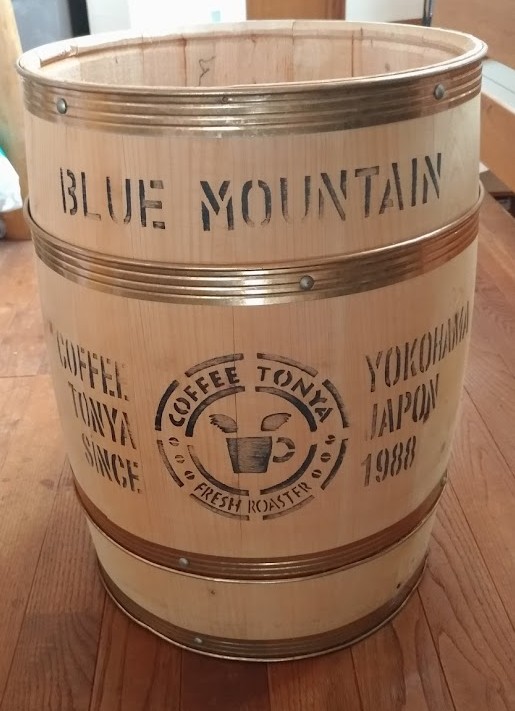 BLUE MOUNTAIN
COFFEE
TONYA
SINCE
COFFEE TONYA
FRESH ROASTER
YOKOHAMA
JAPON
1988